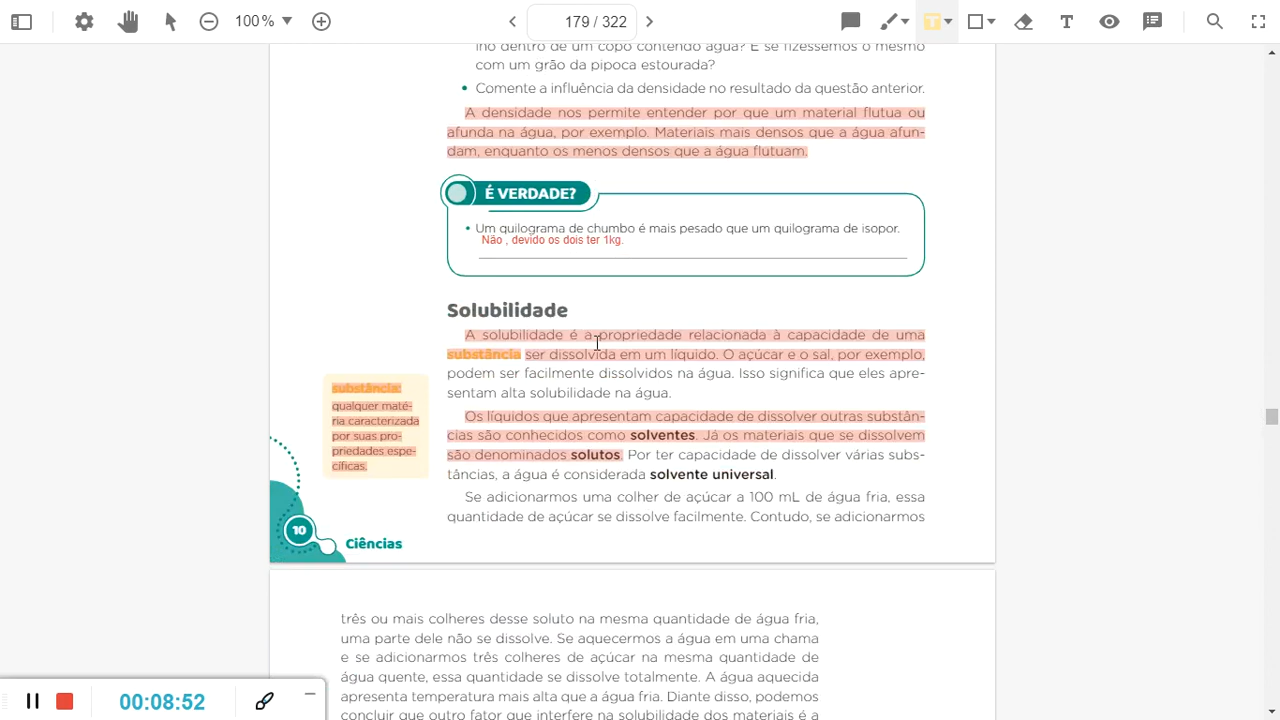 100 %
179 / 322
lho dentro de um copo contendo água? E se fizéssemos o mesmo
com um grão da pipoca estourada?
• Comente a influência da densidade no resultado da questão anterior.
A densidade nos permite entender por que um material flutua ou
afunda na água, por exemplo. Materiais mais densos que a água afun-
dam, enquanto os menos densos que a água flutuam.
É VERDADE?
• Um quilograma de chumbo é mais pesado que um quilograma de isopor.
Não , devido os dois ter 1kg.
Solubilidade
A solubilidade é a propriedade relacionada à capacidade de uma
substância ser dissolvida em um líquido. O açúcar e o sal, por exemplo,
podem ser facilmente dissolvidos na água. Isso significa que eles apre-
sentam alta solubilidade na água.
substância:
qualquer maté-
ria caracterizada
por suas pro-
priedades espe-
cíficas.
Os líquidos que apresentam capacidade de dissolver outras substân-
cias são conhecidos como solventes. Já os materiais que se dissolvem
são denominados solutos. Por ter capacidade de dissolver várias subs-
tâncias, a água é considerada solvente universal.
Se adicionarmos uma colher de açúcar a 100 mL de água fria, essa
quantidade de açúcar se dissolve facilmente. Contudo, se adicionarmos
10
Ciências
três ou mais colheres desse soluto na mesma quantidade de água fria,
uma parte dele não se dissolve. Se aquecermos a água em uma chama
e se adicionarmos três colheres de açúcar na mesma quantidade de
água quente, essa quantidade se dissolve totalmente. A água aquecida
apresenta temperatura mais alta que a água fria. Diante disso, podemos
concluir que outro fator que interfere na solubilidade dos materiais é a
00:08:52